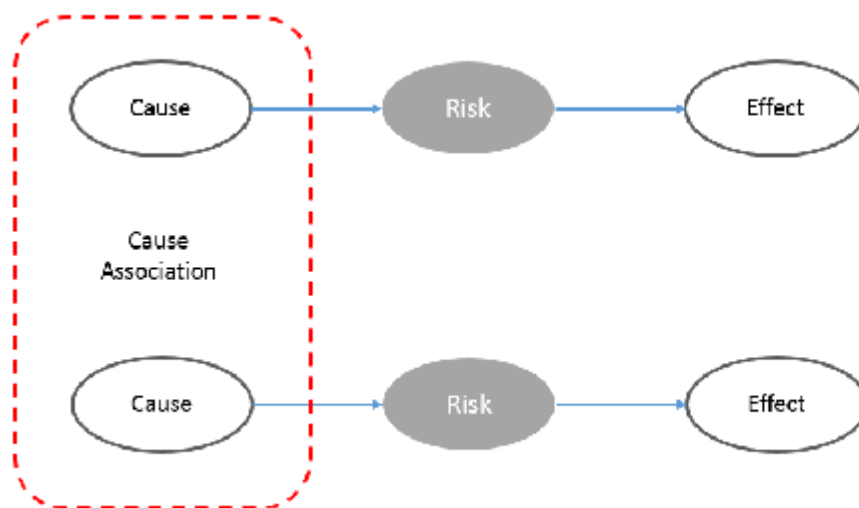 Cause
Risk
Effect
Cause
Association
Cause
Risk
Effect